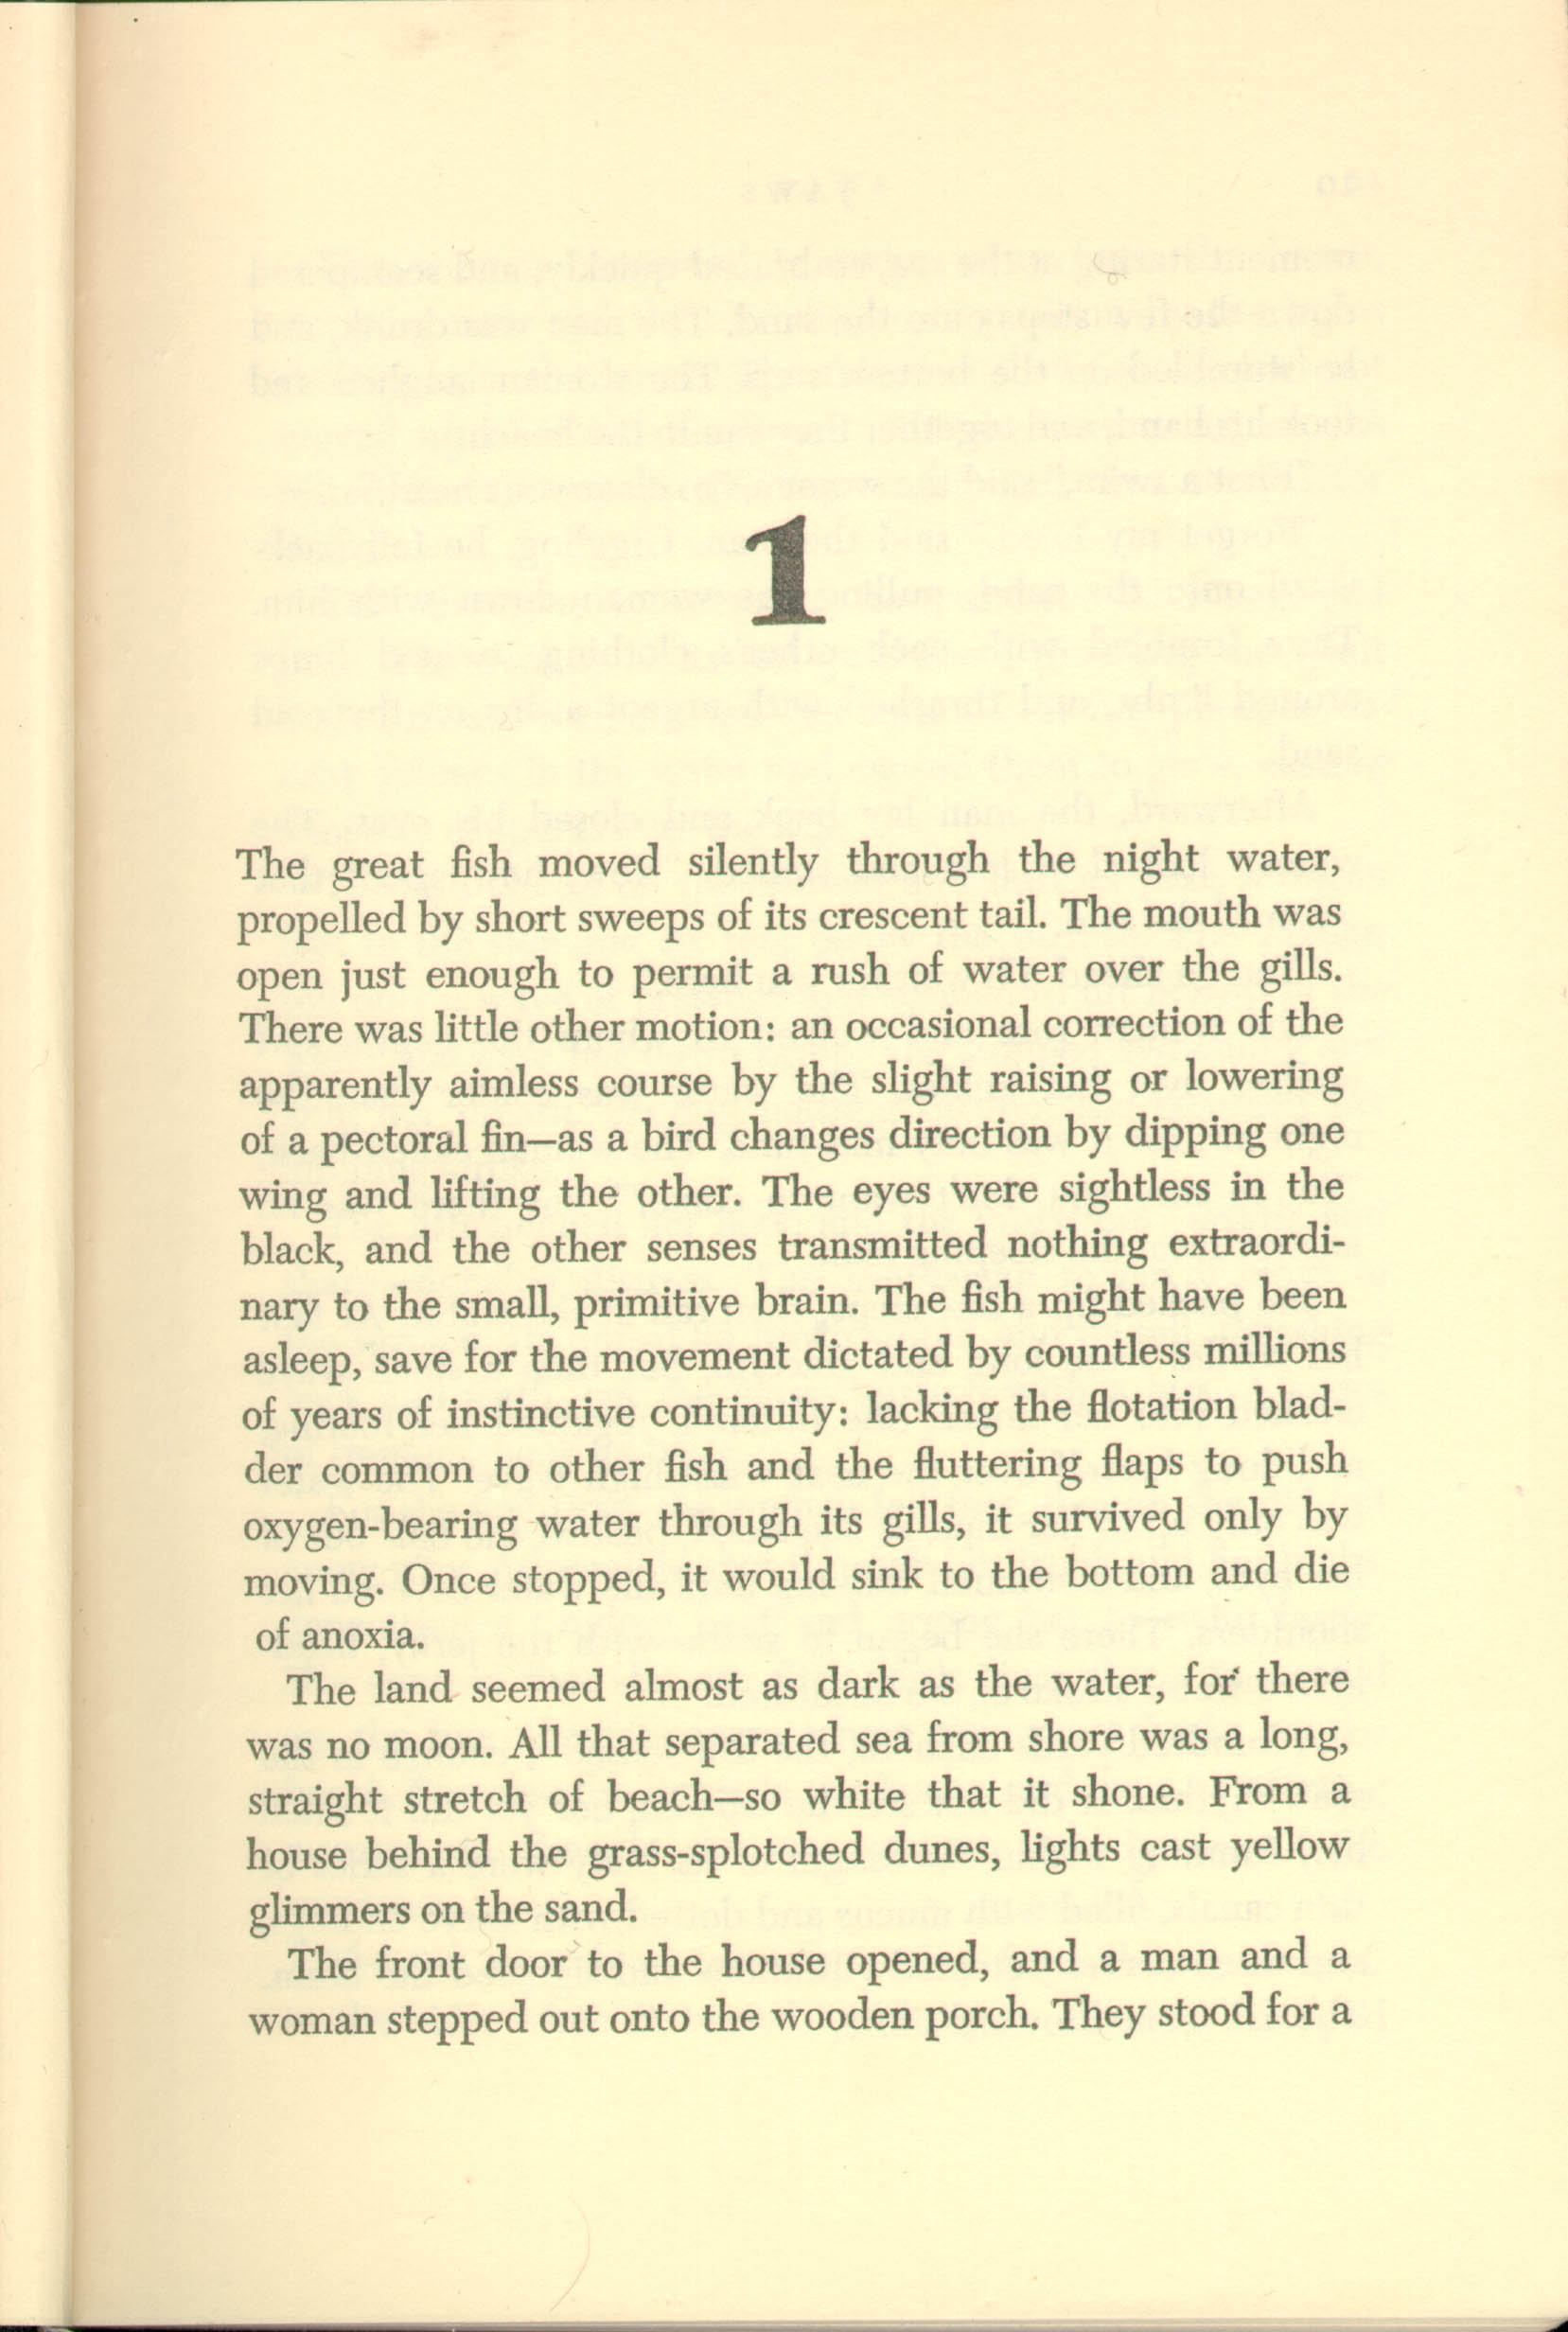 1
The great fish moved silently through the night water,
propelled by short sweeps of its crescent tail. The mouth was
open just enough to permit a rush of water over the gills.
There was little other motion: an occasional correction of the
apparently aimless course by the slight raising or lowering
of a pectoral fin—as a bird changes direction by dipping one
wing and lifting the other. The eyes were sightless in the
black, and the other senses transmitted nothing extraordi-
nary to the small, primitive brain. The fish might have been
asleep, save for the movement dictated by countless millions
of years of instinctive continuity: lacking the flotation blad-
der common to other fish and the fluttering flaps to push
oxygen-bearing water through its gills, it survived only by
moving. Once stopped, it would sink to the bottom and die
of anoxia.
The land seemed almost as dark as the water, for there
was no moon. All that separated sea from shore was a long,
straight stretch of beach—so white that it shone. From a
house behind the grass-splotched dunes, lights cast yellow
glimmers on the sand.
The front door to the house opened, and a man and a
woman stepped out onto the wooden porch. They stood for a